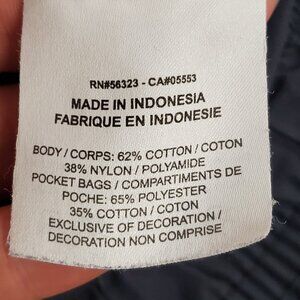 RN#56323 - CA#05553
MADE IN INDONESIA
FABRIQUE EN INDONESIE
BODY / CORPS: 62% COTTON / COTON
38% NYLON / POLYAMIDE
POCKET BAGS / COMPARTIMENTS DE
POCHE: 65% POLYESTER
35% COTTON / COTON
EXCLUSIVE OF DECORATION /
DECORATION NON COMPRISE